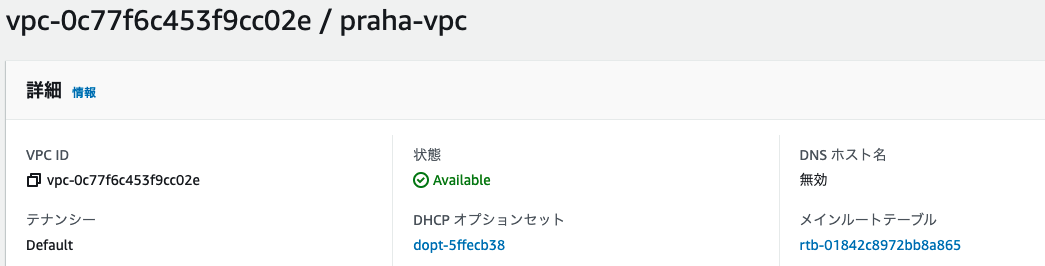 vpc-0c77f6c453f9cc02e / praha-vpc
詳細 情報
VPC ID
vpc-0c77f6c453f9cc02e
状態
Available
DNS ホスト名
無効
テナンシー
Default
DHCP オプションセット
dopt-5ffecb38
メインルートテーブル
rtb-01842c8972bb8a865